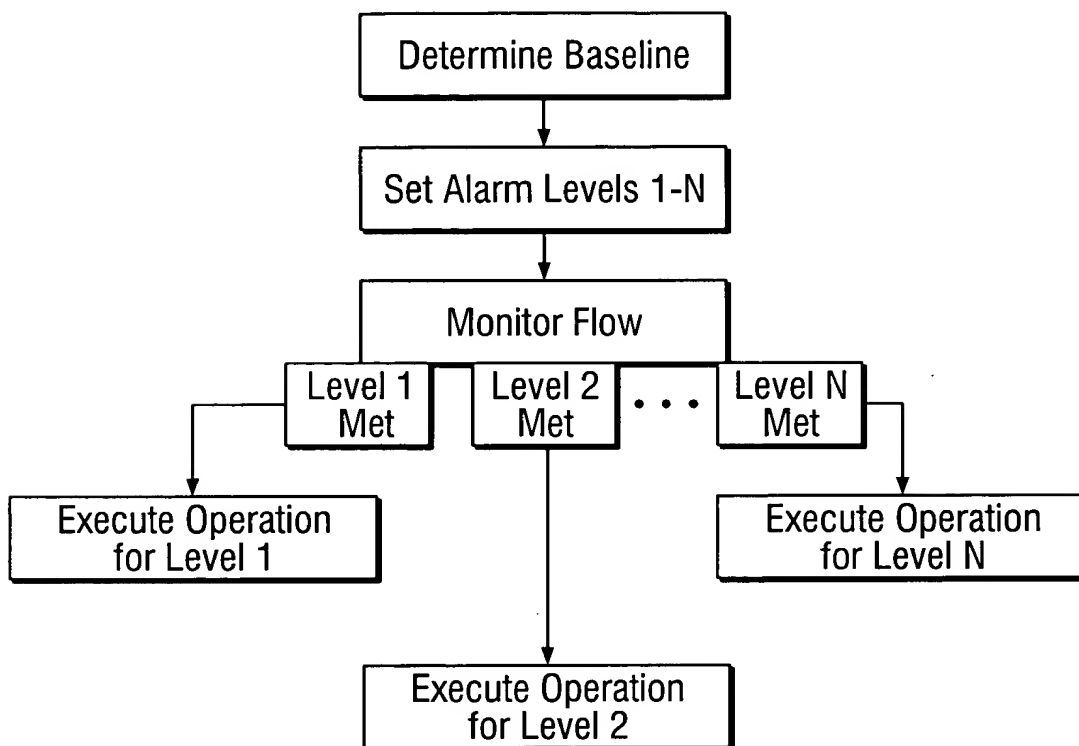 Determine Baseline
Set Alarm Levels 1-N
Monitor Flow
Level 1
Met
Level 2
Met
• • •
Level N
Met
Execute Operation
for Level 1
Execute Operation
for Level N
Execute Operation
for Level 2